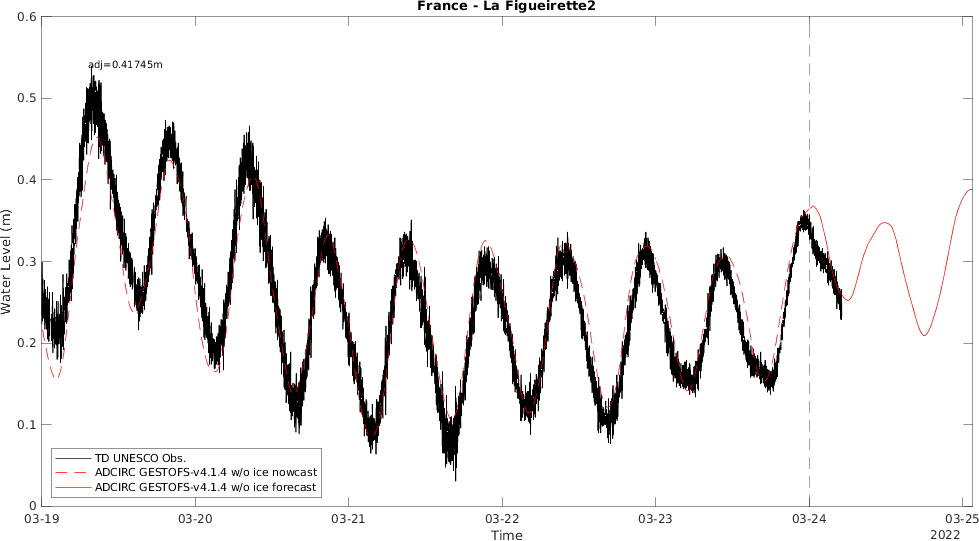 France - La Figueirette2
adj=0.41745m
0.6
0.5
0.4
0.3
0.2
0.1
0
Water Level (m)
TD UNESCO Obs.
ADCIRC GESTOFS-v4.1.4 w/o ice nowcast
ADCIRC GESTOFS-v4.1.4 w/o ice forecast
03-19 03-20 03-21 03-22 03-23 03-24 03-25
Time
2022